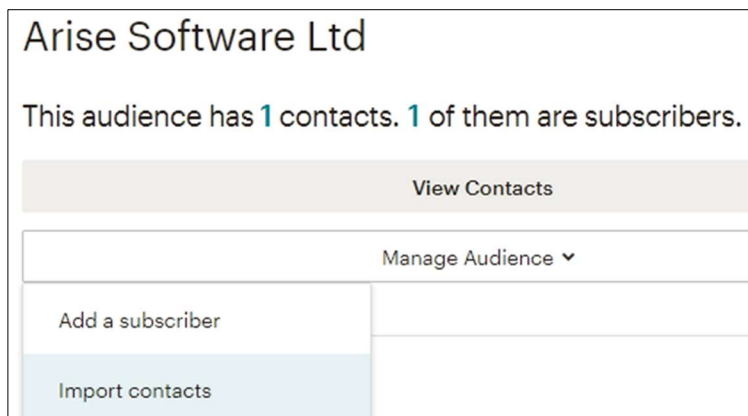 Arise Software Ltd
This audience has 1 contacts. 1 of them are subscribers.
View Contacts
Manage Audience
Add a subscriber
Import contacts